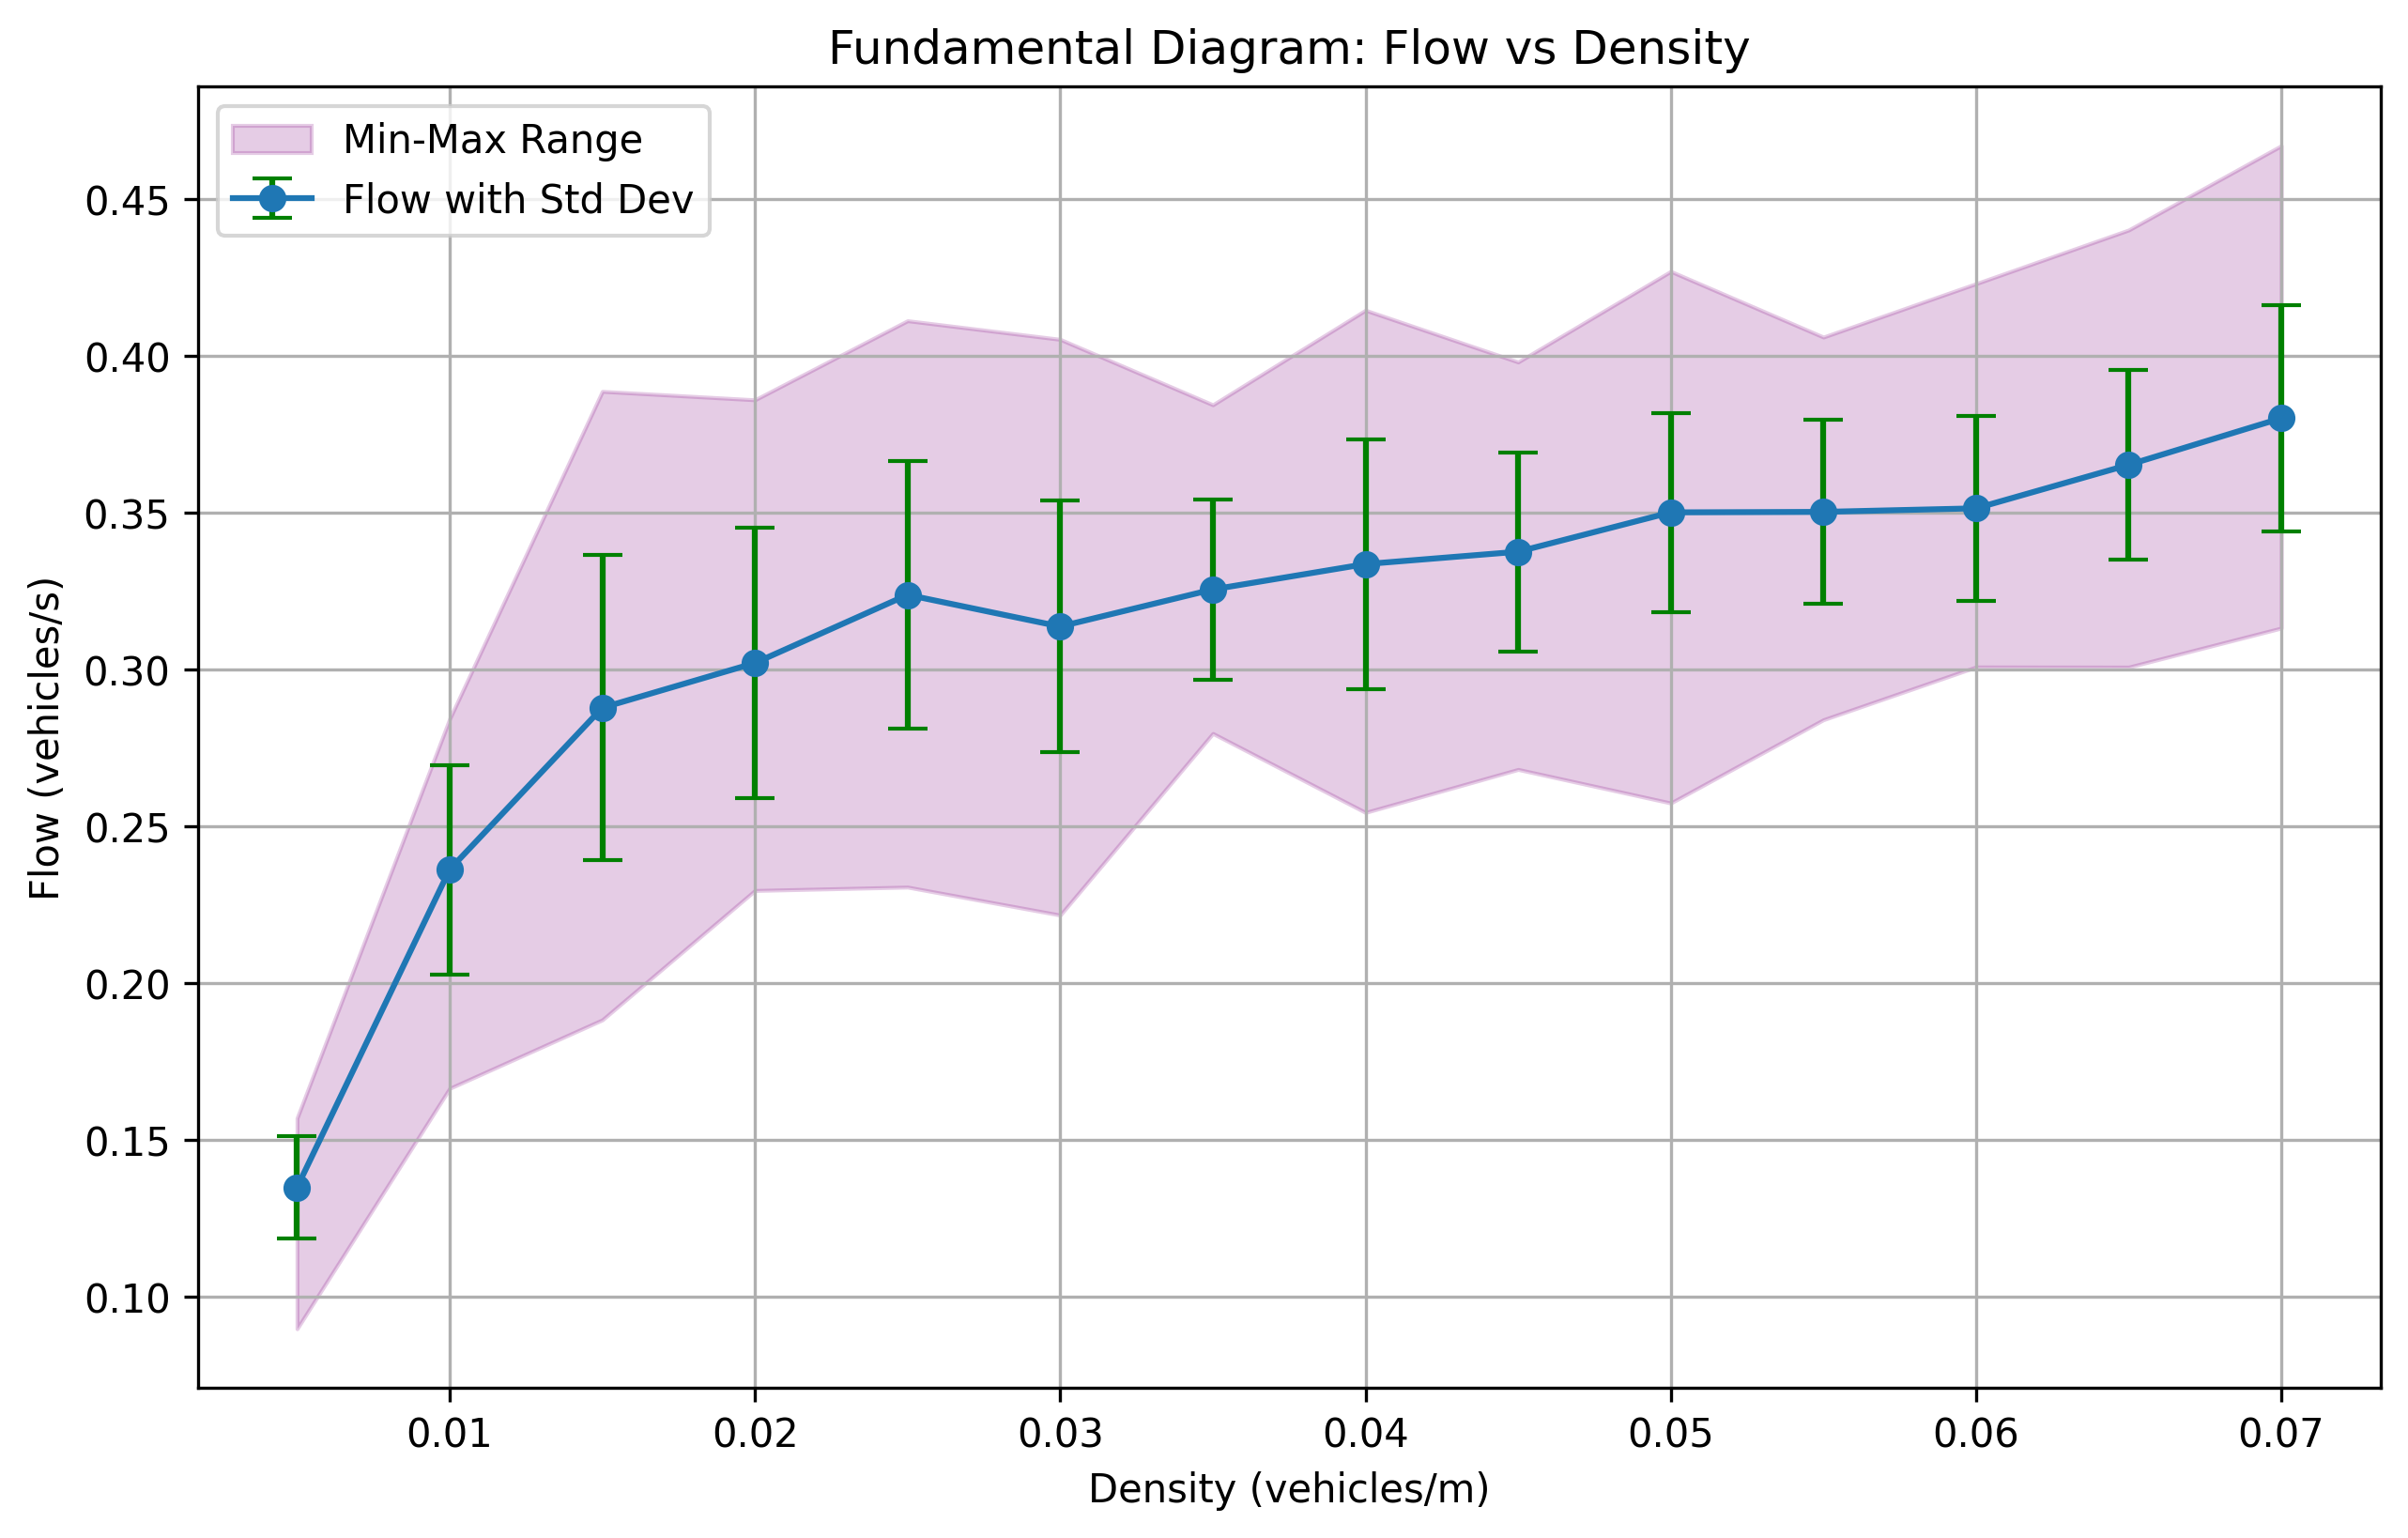 Fundamental Diagram: Flow vs Density
Min-Max Range
Flow with Std Dev
Flow (vehicles/s)
0.45
0.40
0.35
0.30
0.25
0.20
0.15
0.10
0.01 0.02 0.03 0.04 0.05 0.06 0.07
Density (vehicles/m)